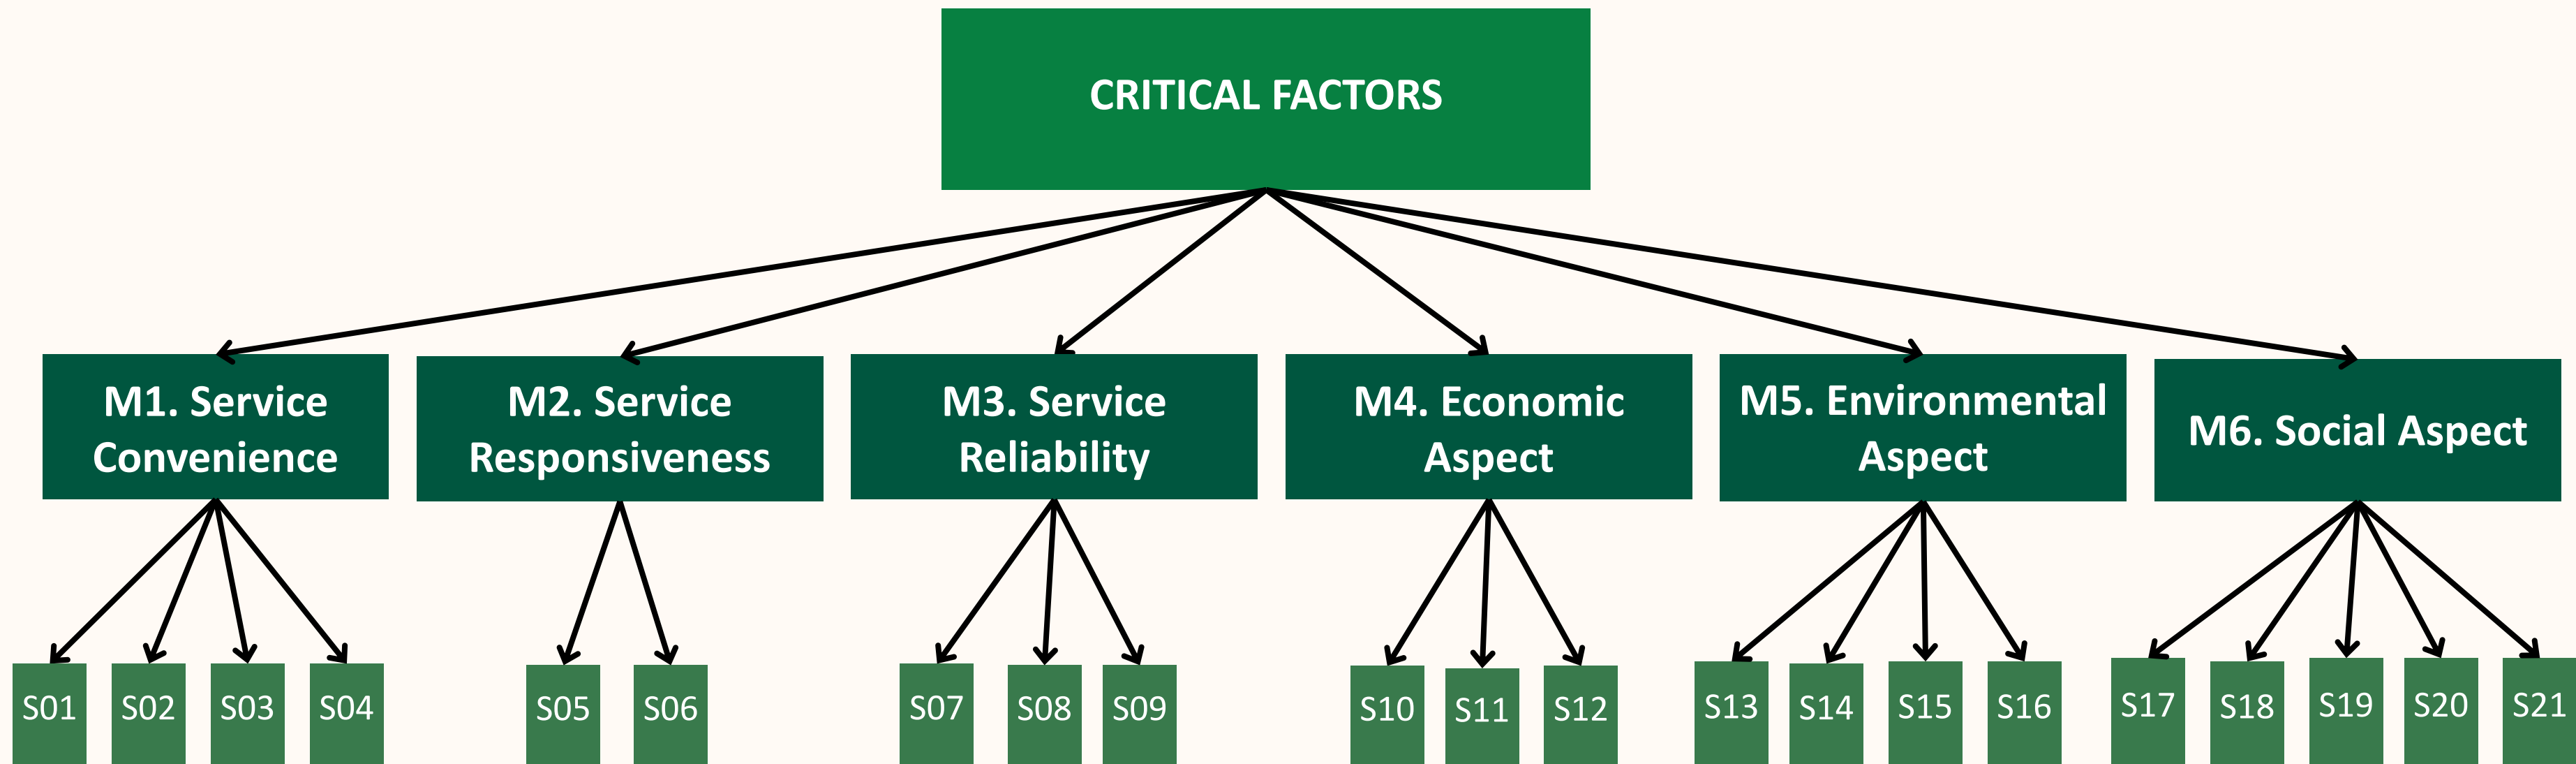 CRITICAL FACTORS
M1. Service
Convenience
M2. Service
Responsiveness
M3. Service
Reliability
M4. Economic
Aspect
M5. Environmental
Aspect
M6. Social Aspect
S01
S02
S03
S04
S05
S06
S07
S08
S09
S10
S11
S12
S13
S14
S15
S16
S17
S18
S19
S20
S21